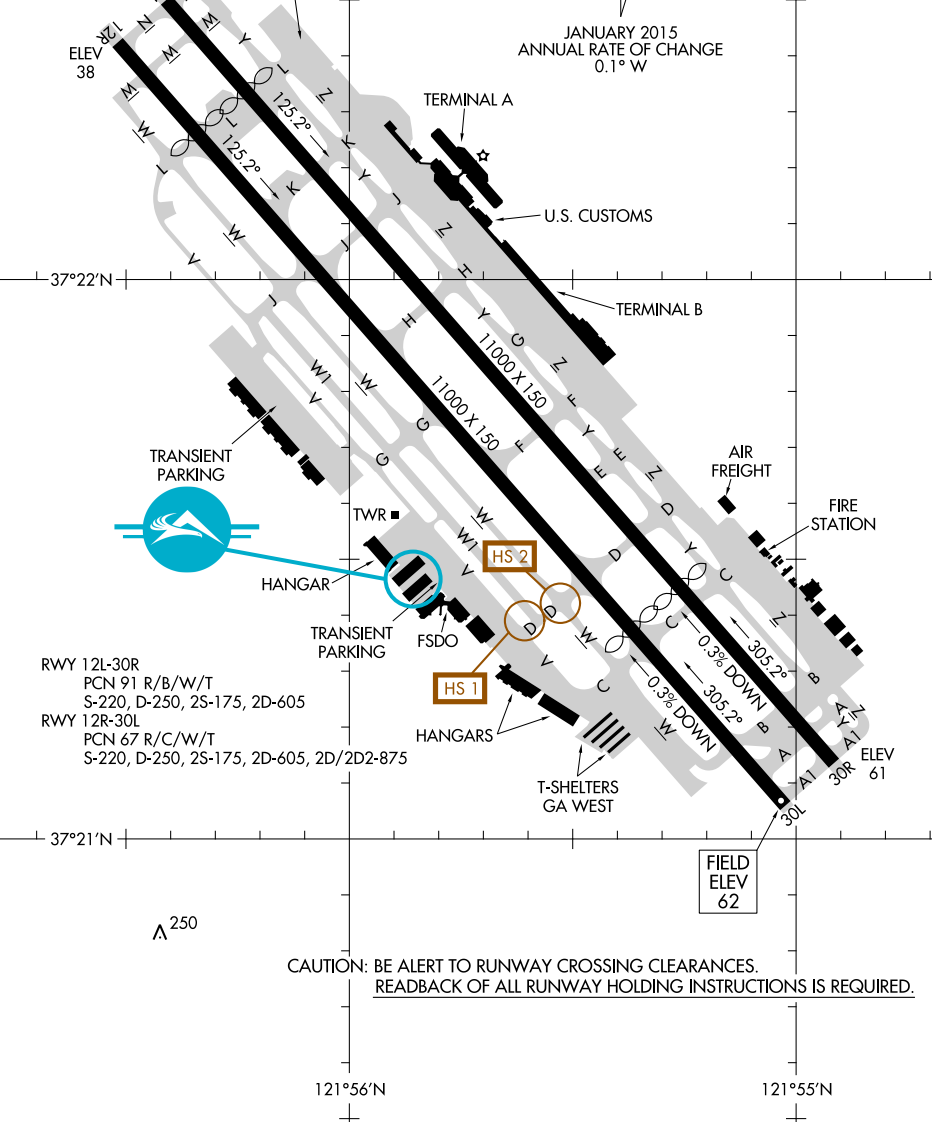 JANUARY 2015
ANNUAL RATE OF CHANGE
0.1° W
12R
N
W
Y
ELEV
38
W
W
W
W
L
L
L
Z
125.2°
125.2°
TERMINAL A
K
K
Y
J
J
Z
U.S. CUSTOMS
W
V
H
37°22'N
J
H
Y
G
TERMINAL B
Z
11000 X 150
11000 X 150
W1
V
W
F
F
G
G
Y
E
E
Z
TRANSIENT
PARKING
AIR
FREIGHT
D
D
TWR
W
W1
V
FIRE
STATION
HS 2
Y
C
C
HANGAR
TRANSIENT
PARKING
FSDO
D
D
W
Z
HS 1
V
C
0.3% DOWN
305.2°
0.3% DOWN
305.2°
B
B
RWY 12L-30R
PCN 91 R/B/W/T
S-220, D-250, 2S-175, 2D-605
RWY 12R-30L
PCN 67 R/C/W/T
S-220, D-250, 2S-175, 2D-605, 2D/2D2-875
HANGARS
W
A
Y
Z
A
A1
A1
30R
ELEV
61
T-SHELTERS
GA WEST
30L
37°21'N
FIELD
ELEV
62
250
CAUTION: BE ALERT TO RUNWAY CROSSING CLEARANCES.
READBACK OF ALL RUNWAY HOLDING INSTRUCTIONS IS REQUIRED.
121°56'N
121°55'N